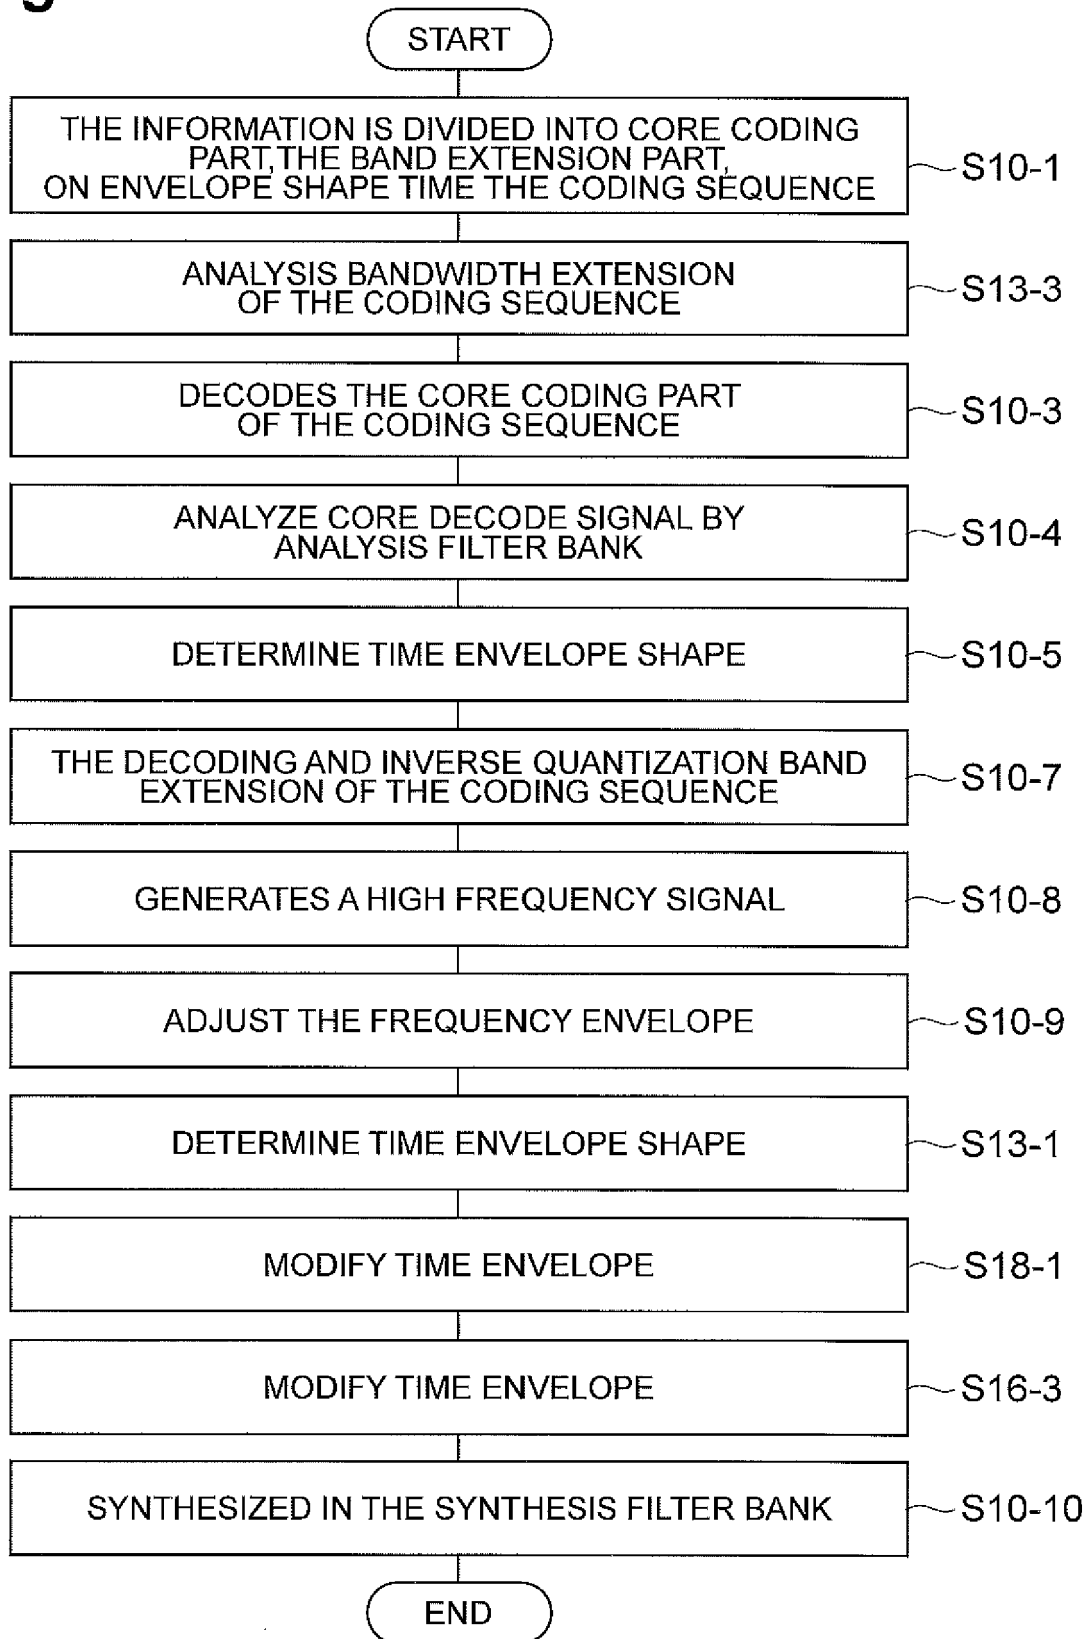 START
THE INFORMATION IS DIVIDED INTO CORE CODING
PART, THE BAND EXTENSION PART,
ON ENVELOPE SHAPE TIME THE CODING SEQUENCE
S10-1
ANALYSIS BANDWIDTH EXTENSION
OF THE CODING SEQUENCE
S13-3
DECODES THE CORE CODING PART
OF THE CODING SEQUENCE
S10-3
ANALYZE CORE DECODE SIGNAL BY
ANALYSIS FILTER BANK
S10-4
DETERMINE TIME ENVELOPE SHAPE
S10-5
THE DECODING AND INVERSE QUANTIZATION BAND
EXTENSION OF THE CODING SEQUENCE
S10-7
GENERATES A HIGH FREQUENCY SIGNAL
S10-8
ADJUST THE FREQUENCY ENVELOPE
S10-9
DETERMINE TIME ENVELOPE SHAPE
S13-1
MODIFY TIME ENVELOPE
S18-1
MODIFY TIME ENVELOPE
S16-3
SYNTHESIZED IN THE SYNTHESIS FILTER BANK
S10-10
END